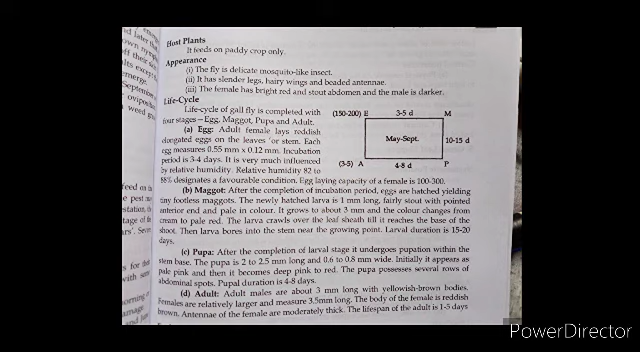 Host Plants
It feeds on paddy crop only.
Appearance
(i) The fly is delicate mosquito-like insect.
(ii) It has slender legs, hairy wings and beaded antennae.
(iii) The female has bright red and stout abdomen and the male is darker.
Life-Cycle
Life-cycle of gall fly is completed with
four stages – Egg, Maggot, Pupa and Adult.
(a) Egg: Adult female lays reddish
elongated eggs on the leaves or stem. Each
egg measures 0.55 mm x 0.12 mm. Incubation
period is 3-4 days. It is very much influenced
by relative humidity. Relative humidity 82 to
88% designates a favourable condition. Egg laying capacity of a female is 100-300.
(150-200) E 3-5 d M
May-Sept. 10-15 d
(3-5) A 4-8 d P
(b) Maggot: After the completion of incubation period, eggs are hatched yielding
tiny footless maggots. The newly hatched larva is 1 mm long, fairly stout with pointed
anterior end and pale in colour. It grows to about 3 mm and the colour changes from
cream to pale red. The larva crawls over the leaf sheath till it reaches the base of the
shoot. Then larva bores into the stem near the growing point. Larval duration is 15-20
days.
(c) Pupa: After the completion of larval stage it undergoes pupation within the
stem base. The pupa is 2 to 2.5 mm long and 0.6 to 0.8 mm wide. Initially it appears as
pale pink and then it becomes deep pink to red. The pupa possesses several rows of
abdominal spots. Pupal duration is 4-8 days.
(d) Adult: Adult males are about 3 mm long with yellowish-brown bodies.
Females are relatively larger and measure 3.5mm long. The body of the female is reddish
brown. Antennae of the female are moderately thick. The lifespan of the adult is 1-5 days
PowerDirector